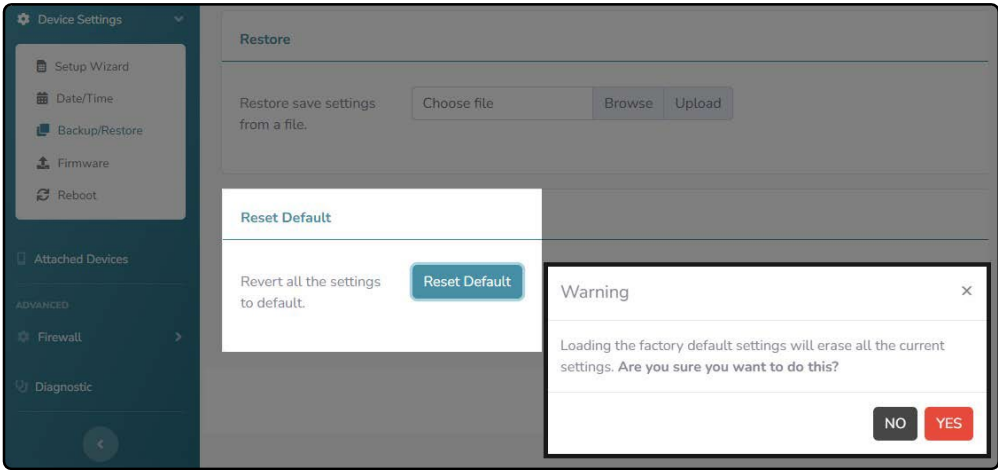 Device Settings
Setup Wizard
Date/Time
Backup/Restore
Firmware
Reboot
Attached Devices
ADVANCED
Firewall
Diagnostic
Restore
Restore save settings
from a file.
Choose file
Browse
Upload
Reset Default
Revert all the settings
to default.
Reset Default
Warning
Loading the factory default settings will erase all the current
settings. Are you sure you want to do this?
NO
YES